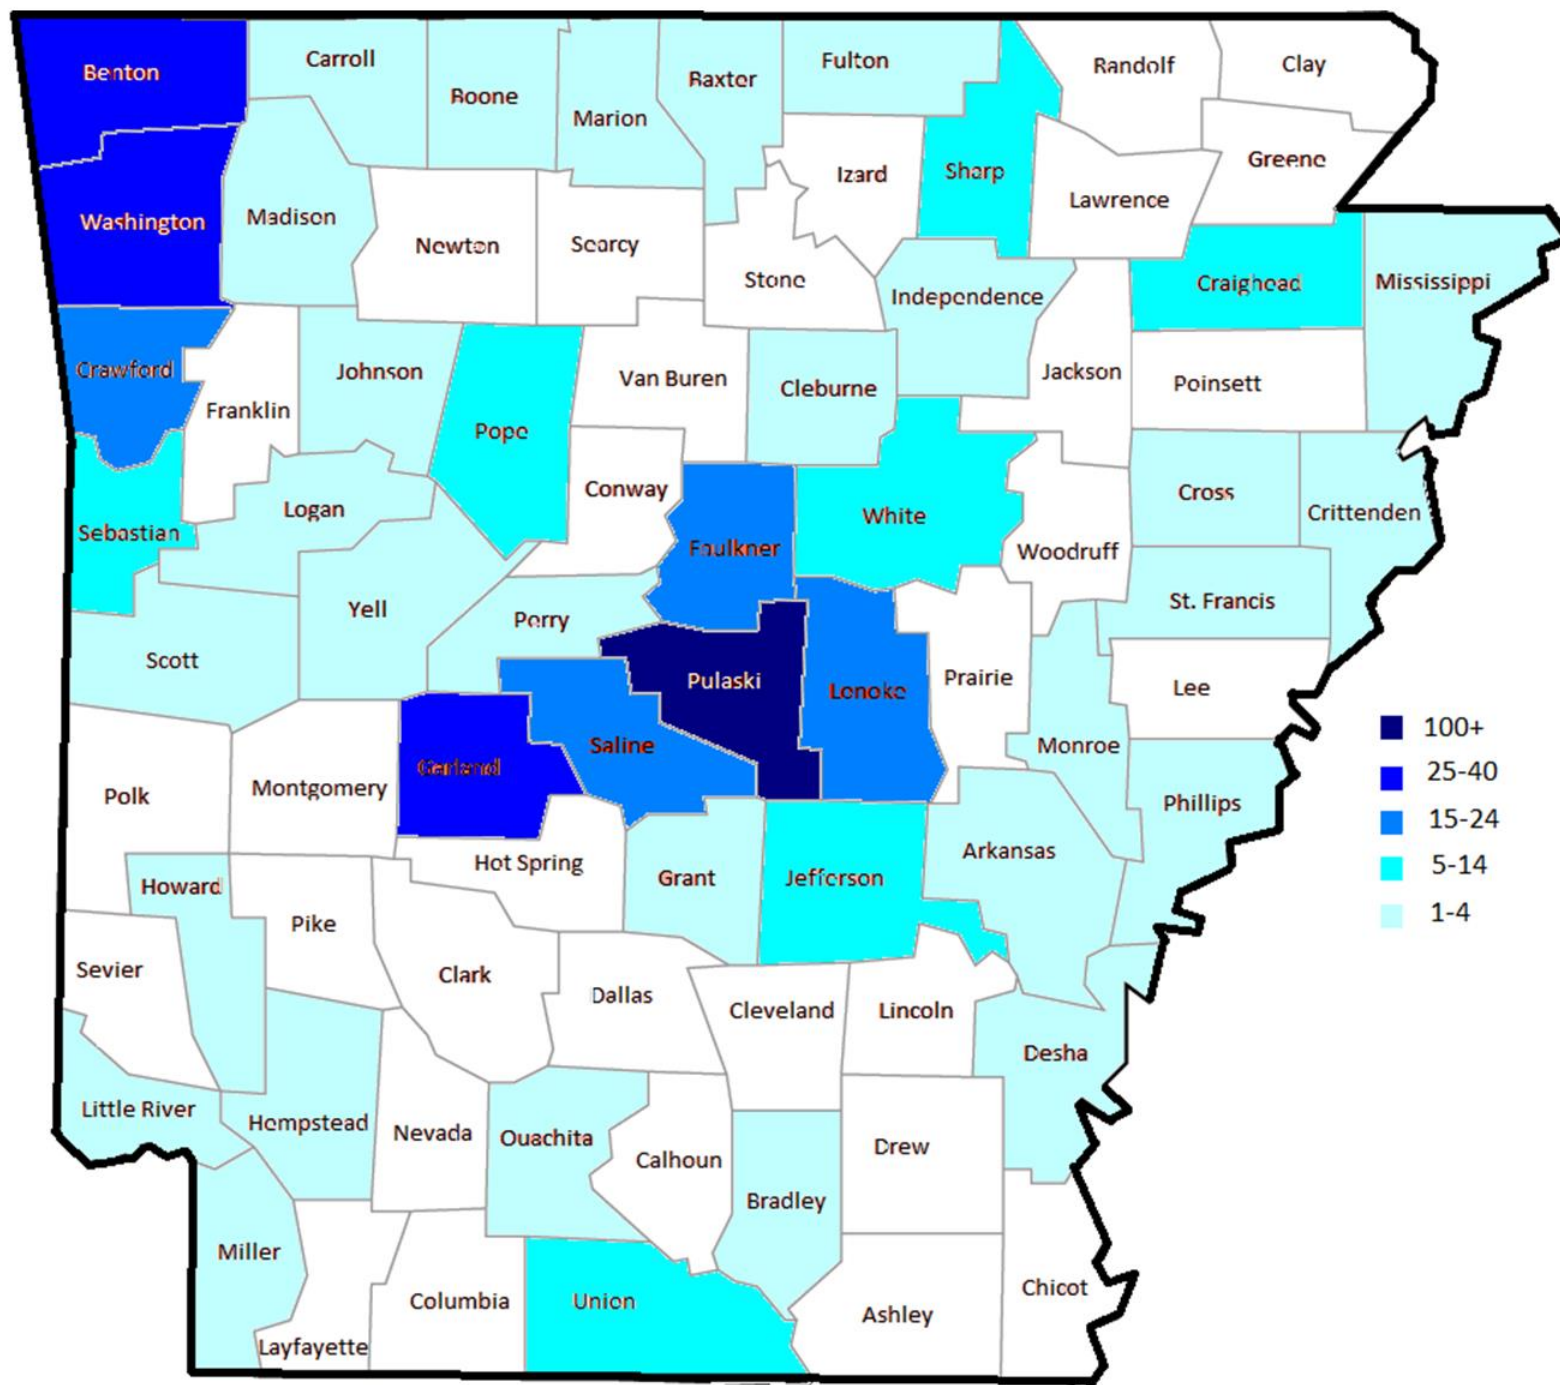 Benton
Carroll
Boone
Marion
Baxter
Fulton
Randolf
Clay
Sharp
Izard
Greene
Lawrence
Washington
Madison
Newton
Searcy
Stone
Independence
Craighead
Mississippi
Crawford
Franklin
Johnson
Pope
Van Buren
Cleburne
Jackson
Poinsett
Sebastian
Logan
Conway
Faulkner
White
Woodruff
Cross
Crittenden
Scott
Yell
Perry
Pulaski
Lonoke
Prairie
St. Francis
Lee
Polk
Montgomery
Garland
Saline
Monroe
Phillips
100+
25-40
15-24
5-14
1-4
Howard
Pike
Hot Spring
Grant
Jefferson
Arkansas
Sevier
Clark
Dallas
Cleveland
Lincoln
Desha
Little River
Hempstead
Nevada
Ouachita
Calhoun
Bradley
Drew
Miller
Layfayette
Columbia
Union
Ashley
Chicot